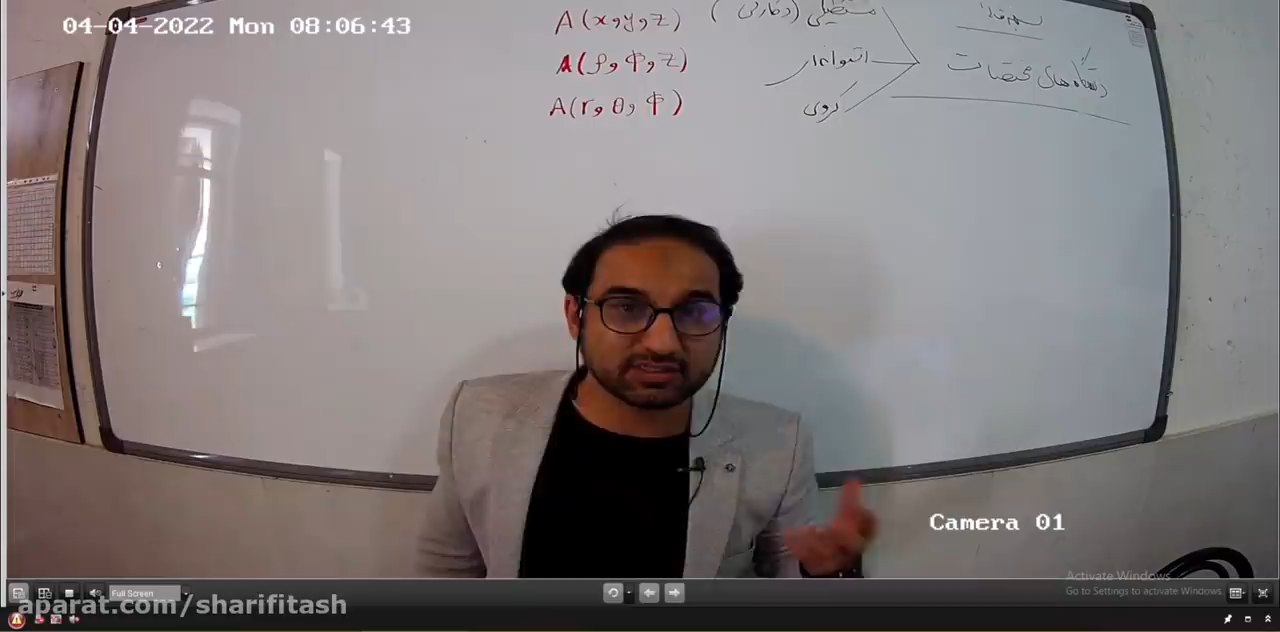 04-04-2022 Mon 08:06:43
دستگاه های مختصات
مستطیلی (دکارتی) A(x,y,z)
استوانه‌ای A(ρ,φ,z)
کروی A(r,θ,φ)
Camera 01
Activate Windows
Go to Settings to activate Windows.
Full Screen
aparat.com/sharifitash